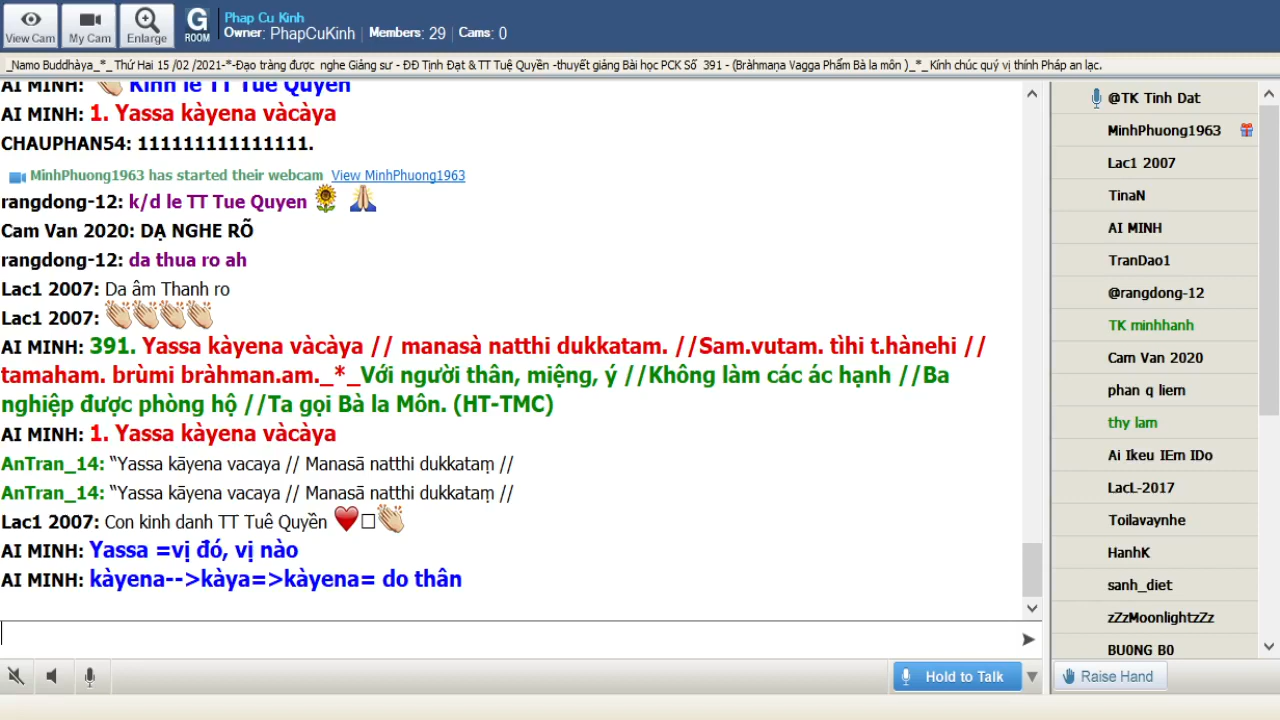 View Cam
My Cam
Enlarge
G
ROOM
Phap Cu Kinh
Owner: PhapCuKinh | Members: 29 | Cams: 0
_Namo Buddhàya_*_ Thứ Hai 15 /02 /2021-*-Đạo tràng được nghe Giảng sư - ĐĐ Tịnh Đạt & TT Tuệ Quyền -thuyết giảng Bài học PCK Số 391 - (Bràhmaṇa Vagga Phẩm Bà la môn )_*_ Kính chúc quý vị thính Pháp an lạc.
AI MINH: Kinh le TT Tue Quyen
AI MINH: 1. Yassa kàyena vàcàya
CHAUPHAN54: 111111111111111.
MinhPhuong1963 has started their webcam View MinhPhuong1963
rangdong-12: k/d le TT Tue Quyen
Cam Van 2020: DẠ NGHE RÕ
rangdong-12: da thua ro ah
Lac1 2007: Da âm Thanh ro
Lac1 2007:
AI MINH: 391. Yassa kàyena vàcàya // manasà natthi dukkatam. //Sam.vutam. tìhi t.hànehi //
tamaham. brùmi bràhman.am._*_Với người thân, miệng, ý //Không làm các ác hạnh //Ba
nghiệp được phòng hộ //Ta gọi Bà la Môn. (HT-TMC)
AI MINH: 1. Yassa kàyena vàcàya
AnTran_14: “Yassa kāyena vacaya // Manasā natthi dukkataṃ //
AnTran_14: “Yassa kāyena vacaya // Manasā natthi dukkataṃ //
Lac1 2007: Con kinh danh TT Tuê Quyền
AI MINH: Yassa =vị đó, vị nào
AI MINH: kàyena-->kàya=>kàyena= do thân
Hold to Talk
@TK Tinh Dat
MinhPhuong1963
Lac1 2007
TinaN
AI MINH
TranDao1
@rangdong-12
TK minhhanh
Cam Van 2020
phan q liem
thy lam
Ai Ikeu IEm IDo
LacL-2017
Toilavaynhe
HanhK
sanh_diet
zZzMoonlightzZz
BU0NG B0
Raise Hand